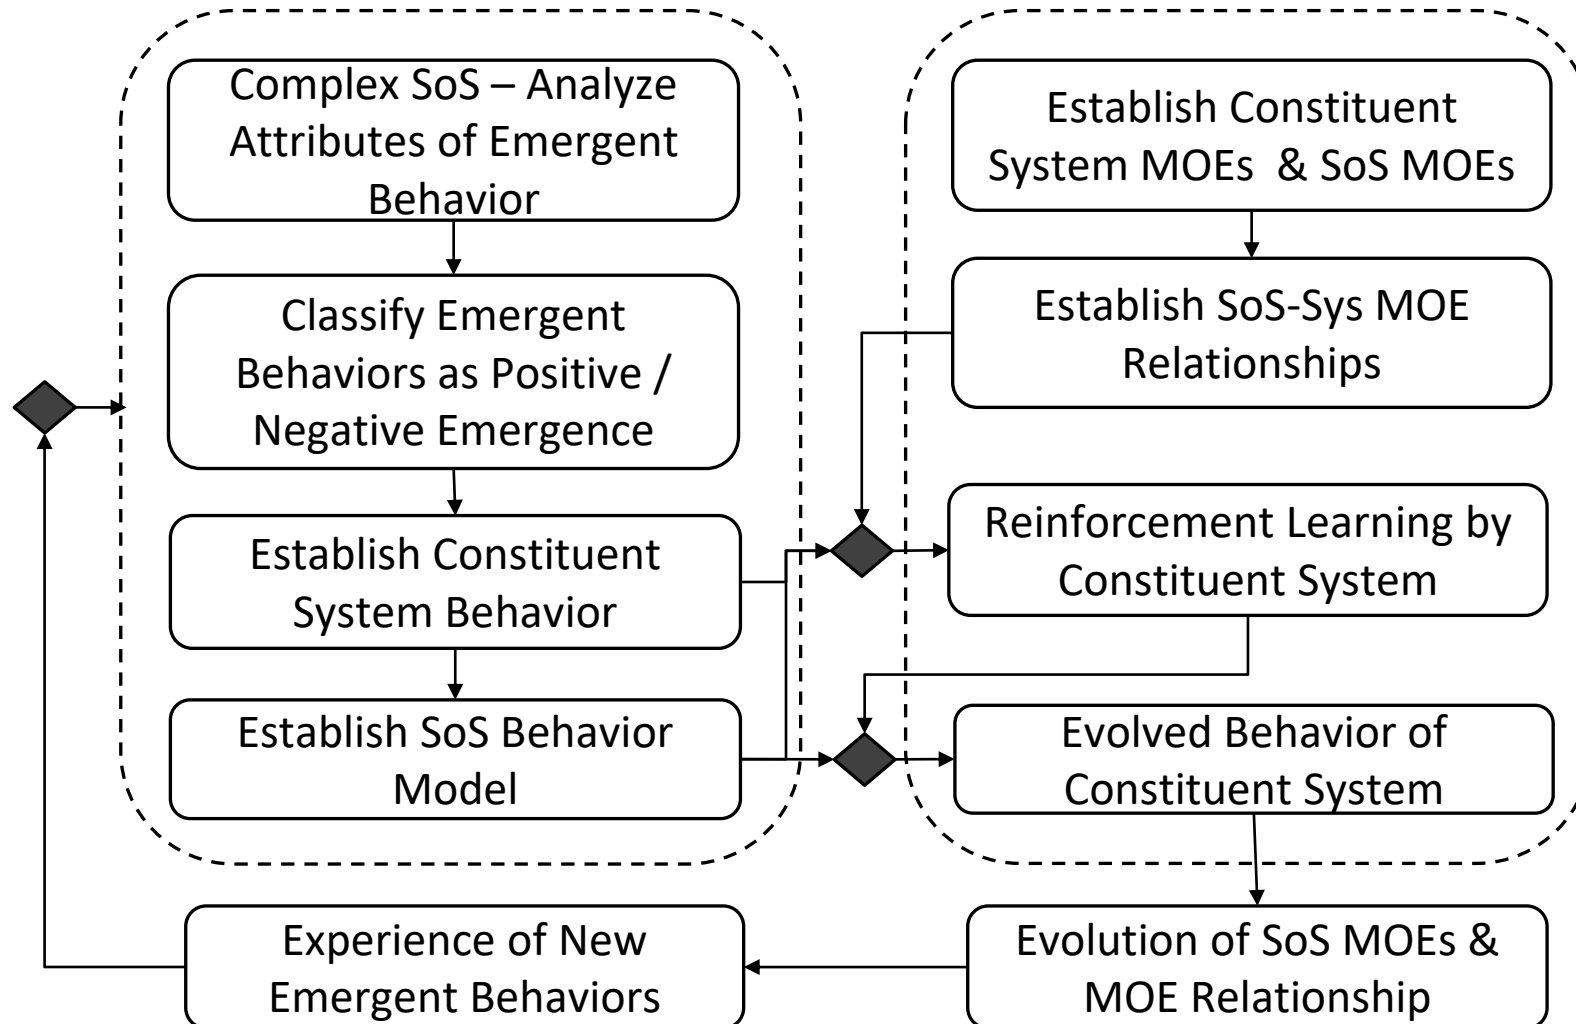 Complex SoS – Analyze
Attributes of Emergent
Behavior
Classify Emergent
Behaviors as Positive /
Negative Emergence
Establish Constituent
System Behavior
Establish SoS Behavior
Model
Establish Constituent
System MOEs & SoS MOEs
Establish SoS-Sys MOE
Relationships
Reinforcement Learning by
Constituent System
Evolved Behavior of
Constituent System
Evolution of SoS MOEs &
MOE Relationship
Experience of New
Emergent Behaviors